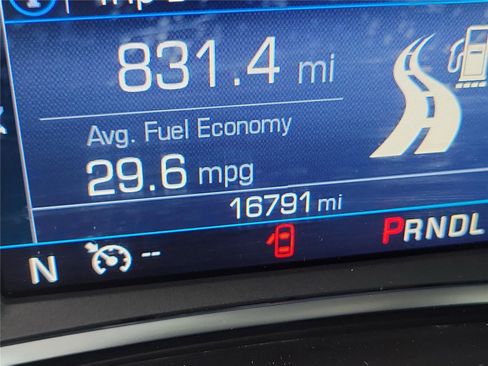 831.4 mi
Avg. Fuel Economy
29.6 mpg
16791 mi
N -- PRNDL